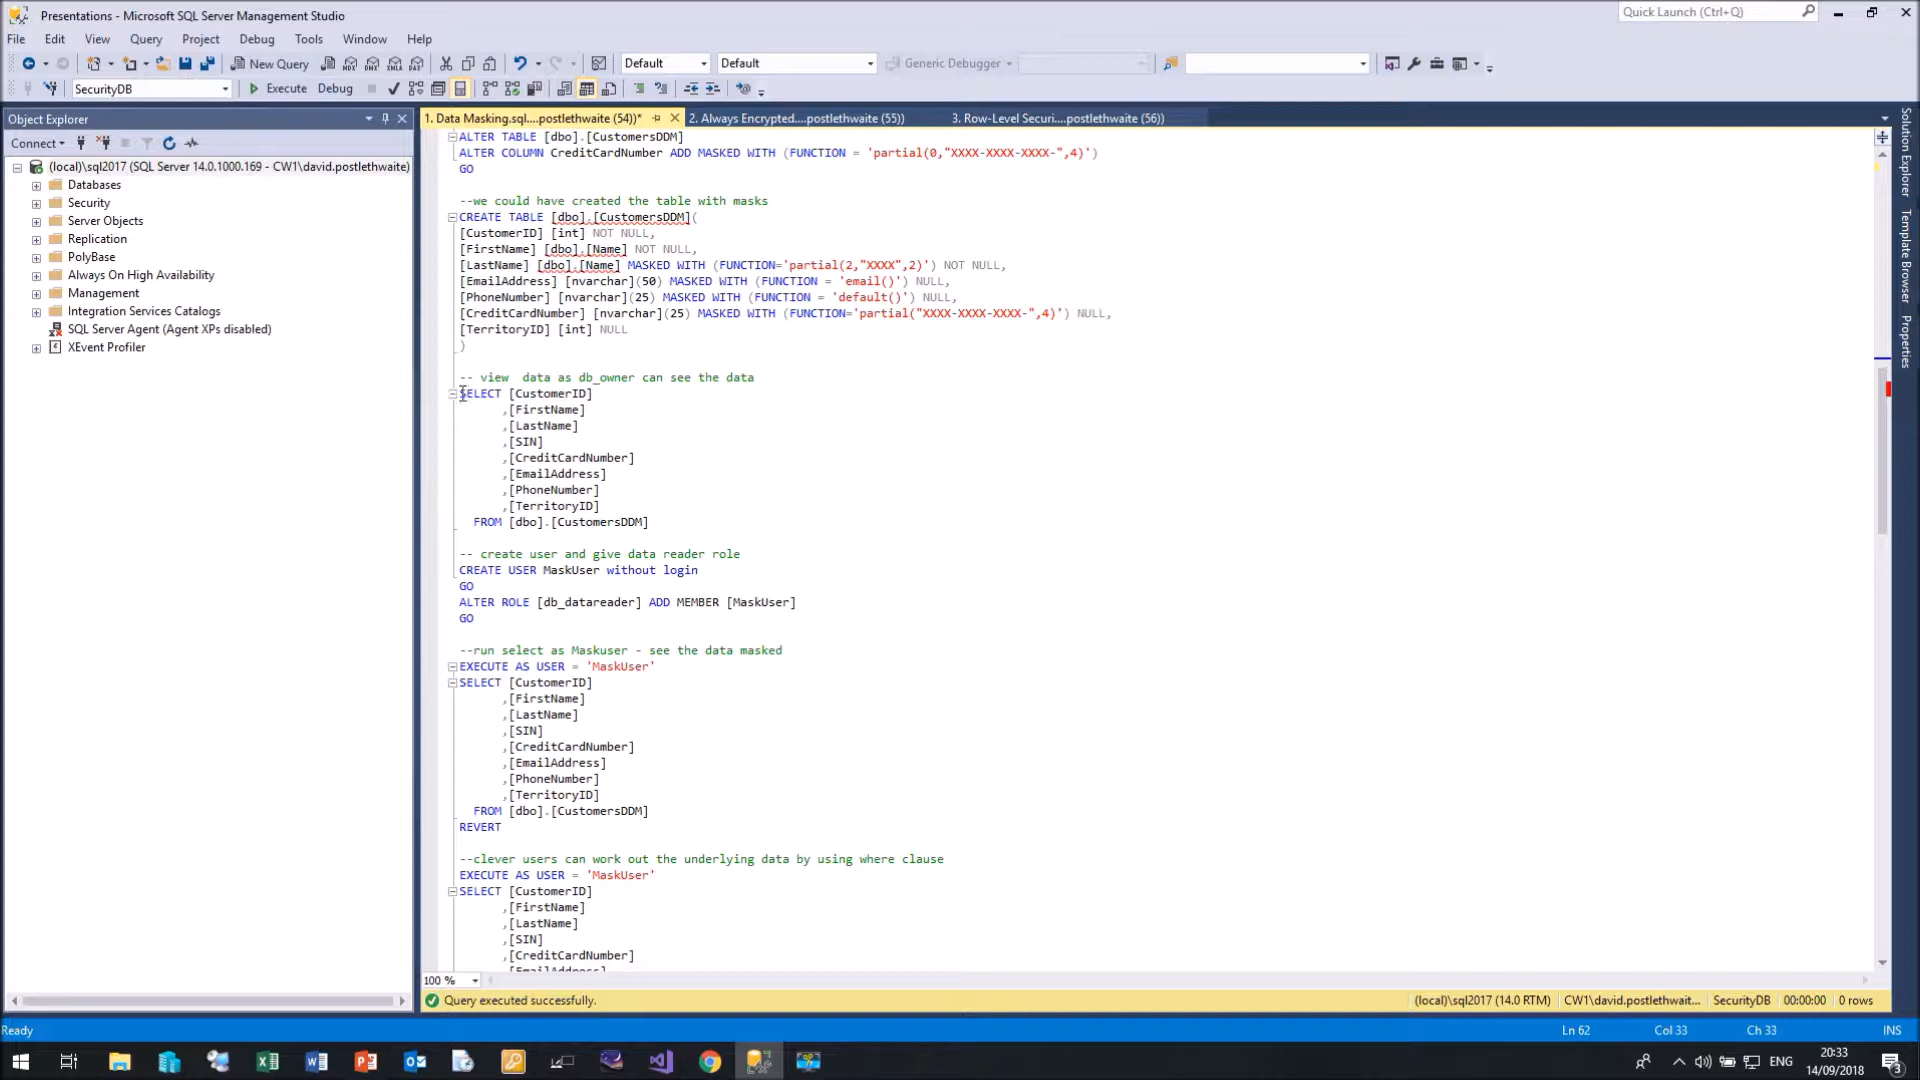 Presentations - Microsoft SQL Server Management Studio
Quick Launch (Ctrl+Q)
File Edit View Query Project Debug Tools Window Help
New Query Default Default Generic Debugger
SecurityDB Execute Debug
Object Explorer
1. Data Masking.sql....postlethwaite (54))* 2. Always Encrypted....postlethwaite (55)) 3. Row-Level Securi....postlethwaite (56))
Connect
(local)\sql2017 (SQL Server 14.0.1000.169 - CW1\david.postlethwaite)
Databases
Security
Server Objects
Replication
PolyBase
Always On High Availability
Management
Integration Services Catalogs
SQL Server Agent (Agent XPs disabled)
XEvent Profiler
ALTER TABLE [dbo].[CustomersDDM]
ALTER COLUMN CreditCardNumber ADD MASKED WITH (FUNCTION = 'partial(0,"XXXX-XXXX-XXXX-",4)')
GO
--we could have created the table with masks
CREATE TABLE [dbo].[CustomersDDM](
[CustomerID] [int] NOT NULL,
[FirstName] [dbo].[Name] NOT NULL,
[LastName] [dbo].[Name] MASKED WITH (FUNCTION='partial(2,"XXXX",2)') NOT NULL,
[EmailAddress] [nvarchar](50) MASKED WITH (FUNCTION = 'email()') NULL,
[PhoneNumber] [nvarchar](25) MASKED WITH (FUNCTION = 'default()') NULL,
[CreditCardNumber] [nvarchar](25) MASKED WITH (FUNCTION='partial("XXXX-XXXX-XXXX-",4)') NULL,
[TerritoryID] [int] NULL
)
-- view  data as db_owner can see the data
SELECT [CustomerID]
,[FirstName]
,[LastName]
,[SIN]
,[CreditCardNumber]
,[EmailAddress]
,[PhoneNumber]
,[TerritoryID]
FROM [dbo].[CustomersDDM]
-- create user and give data reader role
CREATE USER MaskUser without login
GO
ALTER ROLE [db_datareader] ADD MEMBER [MaskUser]
GO
--run select as Maskuser - see the data masked
EXECUTE AS USER = 'MaskUser'
SELECT [CustomerID]
,[FirstName]
,[LastName]
,[SIN]
,[CreditCardNumber]
,[EmailAddress]
,[PhoneNumber]
,[TerritoryID]
FROM [dbo].[CustomersDDM]
REVERT
--clever users can work out the underlying data by using where clause
EXECUTE AS USER = 'MaskUser'
SELECT [CustomerID]
,[FirstName]
,[LastName]
,[SIN]
,[CreditCardNumber]
,[EmailAddress]
Solution Explorer
Template Browser
Properties
100 %
Query executed successfully.
(local)\sql2017 (14.0 RTM) CW1\david.postlethwait... SecurityDB 00:00:00 0 rows
Ready
Ln 62 Col 33 Ch 33 INS
ENG
20:33
14/09/2018
3